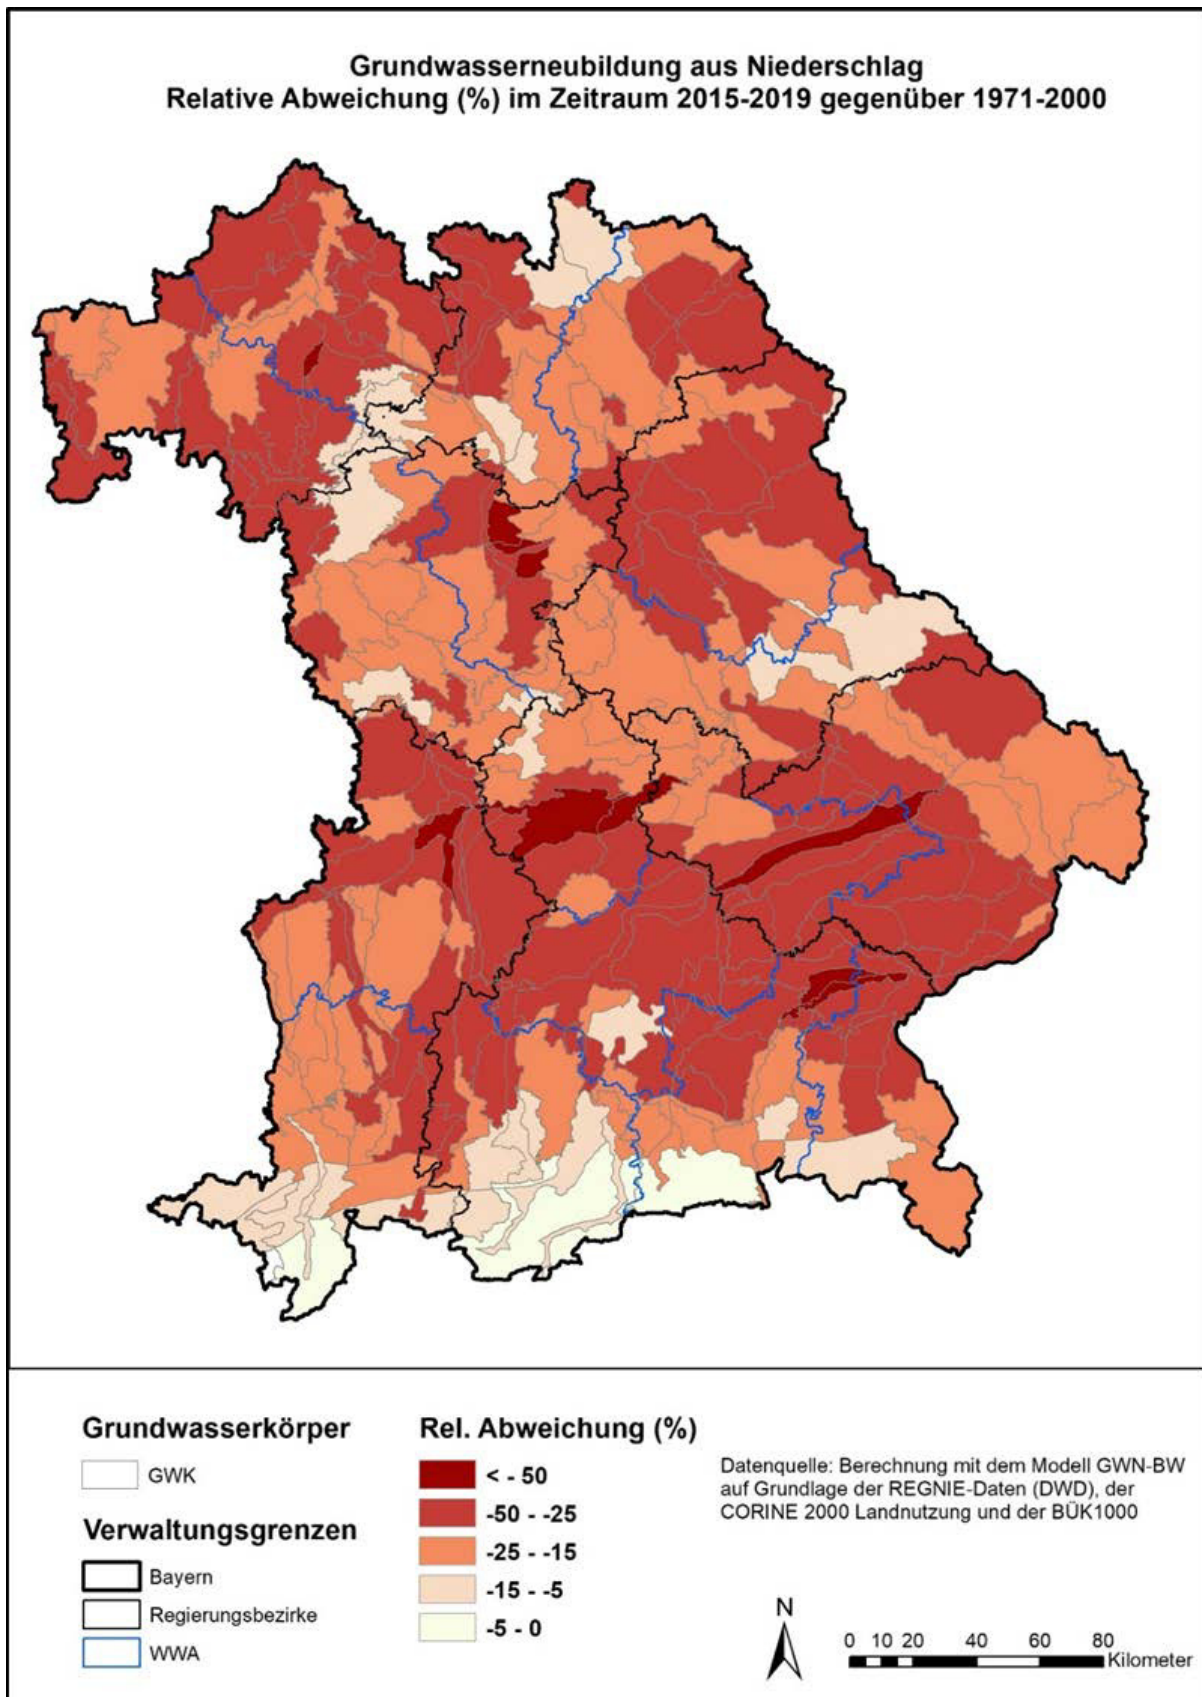 Grundwasserneubildung aus Niederschlag
Relative Abweichung (%) im Zeitraum 2015-2019 gegenüber 1971-2000
Grundwasserkörper
GWK
Verwaltungsgrenzen
Bayern
Regierungsbezirke
WWA
Rel. Abweichung (%)
< - 50
-50 - -25
-25 - -15
-15 - -5
-5 - 0
Datenquelle: Berechnung mit dem Modell GWN-BW
auf Grundlage der REGNIE-Daten (DWD), der
CORINE 2000 Landnutzung und der BÜK1000
N
0 10 20 40 60 80
Kilometer